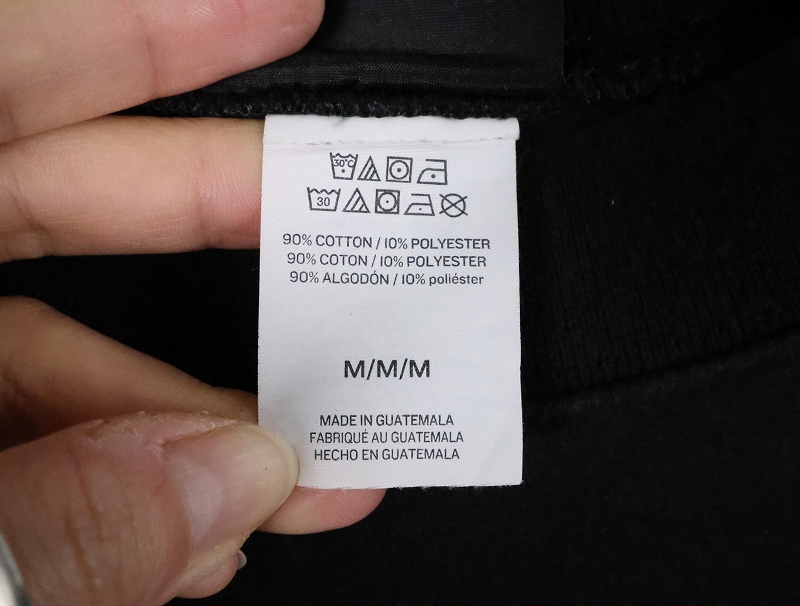 30°C
30
90% COTTON / 10% POLYESTER
90% COTON / 10% POLYESTER
90% ALGODÓN / 10% poliéster
M/M/M
MADE IN GUATEMALA
FABRIQUÉ AU GUATEMALA
HECHO EN GUATEMALA